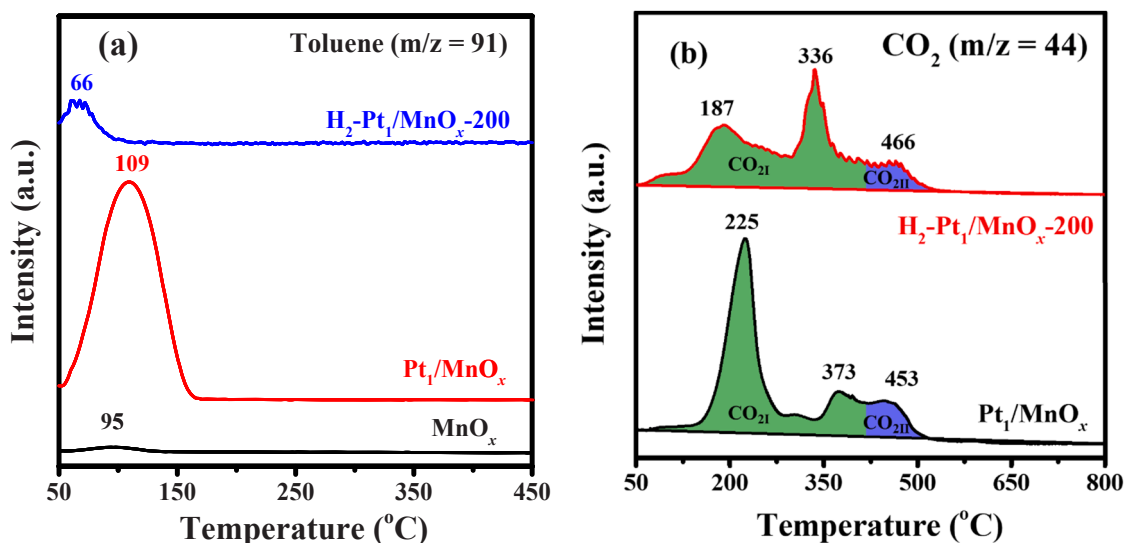 (a)
Toluene (m/z = 91)
66
H₂-Pt₁/MnOₓ-200
109
Pt₁/MnOₓ
95
MnOₓ
Intensity (a.u.)
50 150 250 350 450
Temperature (°C)
(b)
CO₂ (m/z = 44)
336
187
466
CO₂I
CO₂II
H₂-Pt₁/MnOₓ-200
225
373
453
CO₂I
CO₂II
Pt₁/MnOₓ
Intensity (a.u.)
50 200 350 500 650 800
Temperature (°C)